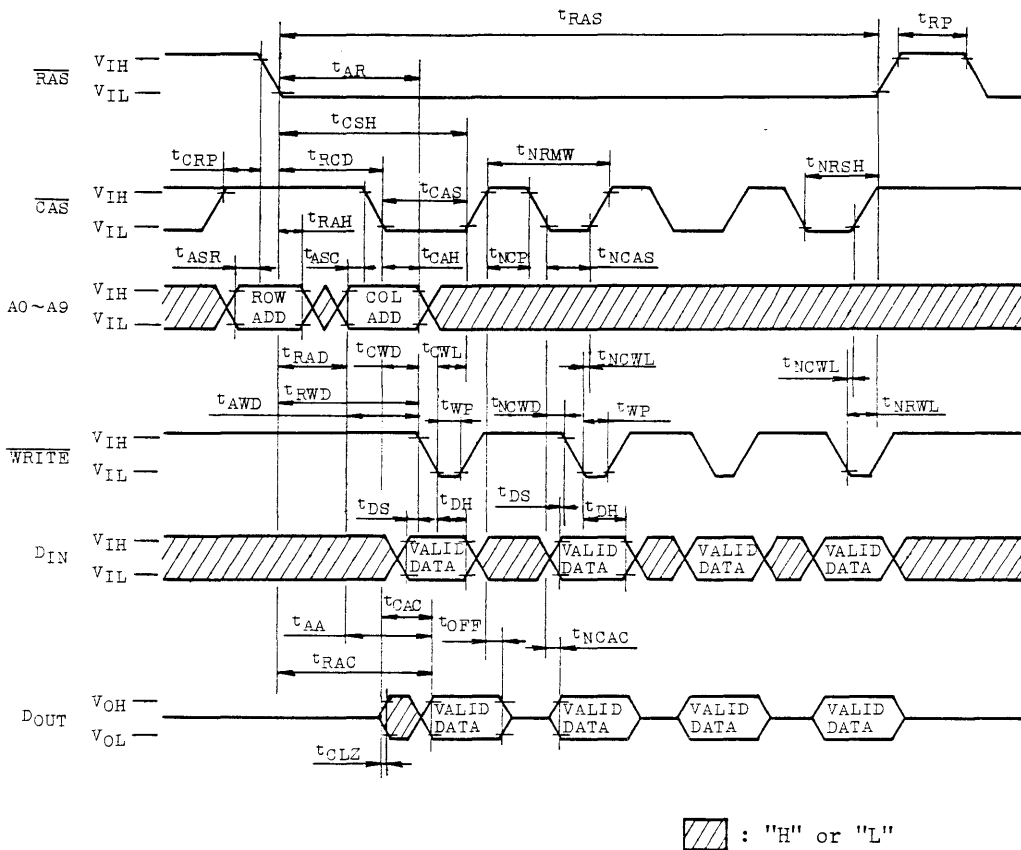 tRAS
tRP
tAR
RAS
VIH
VIL
tCSH
tCRP
tRCD
tNRMW
tNRSH
tCAS
CAS
VIH
VIL
tRAH
tASR
tASC
tCAH
tNCP
tNCAS
A0~A9
VIH
VIL
ROW
ADD
COL
ADD
tRAD
tCWD
tCWL
tNCWL
tNCWL
tRWD
tAWD
tWP
tNCWD
tWP
tNRWL
WRITE
VIH
VIL
tDS
tDH
tDS
tDH
DIN
VIH
VIL
VALID
DATA
VALID
DATA
VALID
DATA
VALID
DATA
tCAC
tAA
tOFF
tNCAC
tRAC
DOUT
VOH
VOL
VALID
DATA
VALID
DATA
VALID
DATA
VALID
DATA
tCLZ
: "H" or "L"